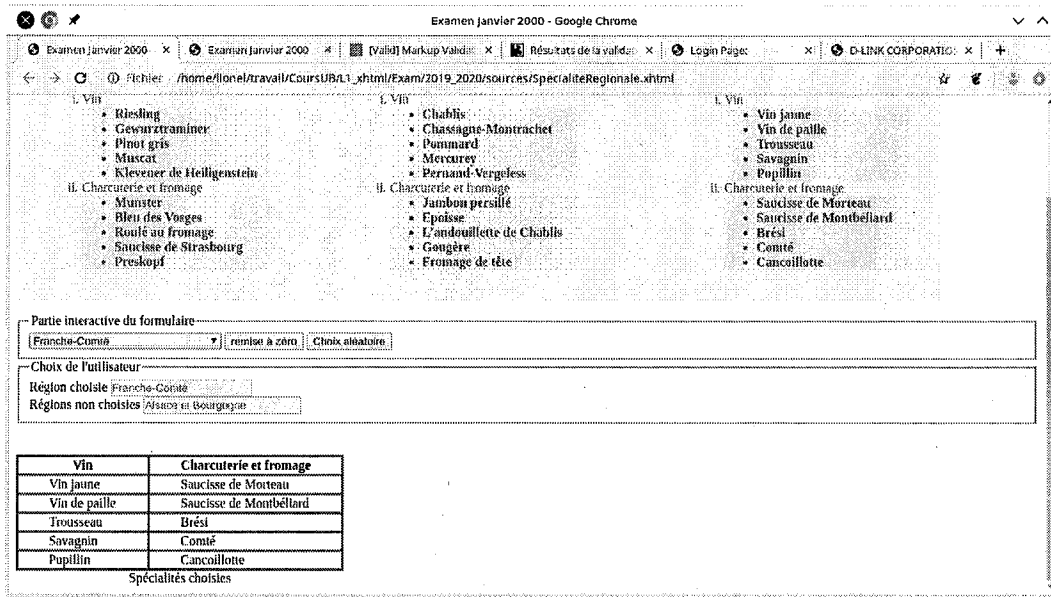 Examen Janvier 2000 - Google Chrome
Examen Janvier 2000 × Examen Janvier 2000 × [Valid] Markup Valida × Résultats de la valida × Login Page: × D-LINK CORPORATIO × +
Fichier /home/lionel/travail/CoursUB/L1_xhtml/Exam/2019_2020/sources/SpecialiteRegionale.xhtml
i. Vin i. Vin i. Vin
• Riesling • Chablis • Vin jaune
• Gewurztraminer • Chassagne-Montrachet • Vin de paille
• Pinot gris • Pommard • Trousseau
• Muscat • Mercurey • Savagnin
• Klevener de Heiligenstein • Pernand-Vergeless • Pupillin
ii. Charcuterie et fromage ii. Charcuterie et fromage ii. Charcuterie et fromage
• Munster • Jambon persillé • Saucisse de Morteau
• Bleu des Vosges • Epoisse • Saucisse de Montbéliard
• Roulé au fromage • L'andouillette de Chablis • Brési
• Saucisse de Strasbourg • Gougère • Comté
• Preskopf • Fromage de tête • Cancoillotte
Partie interactive du formulaire
Franche-Comté remise à zéro Choix aléatoire
Choix de l'utilisateur
Région choisie Franche-Comté
Régions non choisies Alsace et Bourgogne
Vin Charcuterie et fromage
Vin jaune Saucisse de Morteau
Vin de paille Saucisse de Montbéliard
Trousseau Brési
Savagnin Comté
Pupillin Cancoillotte
Spécialités choisies